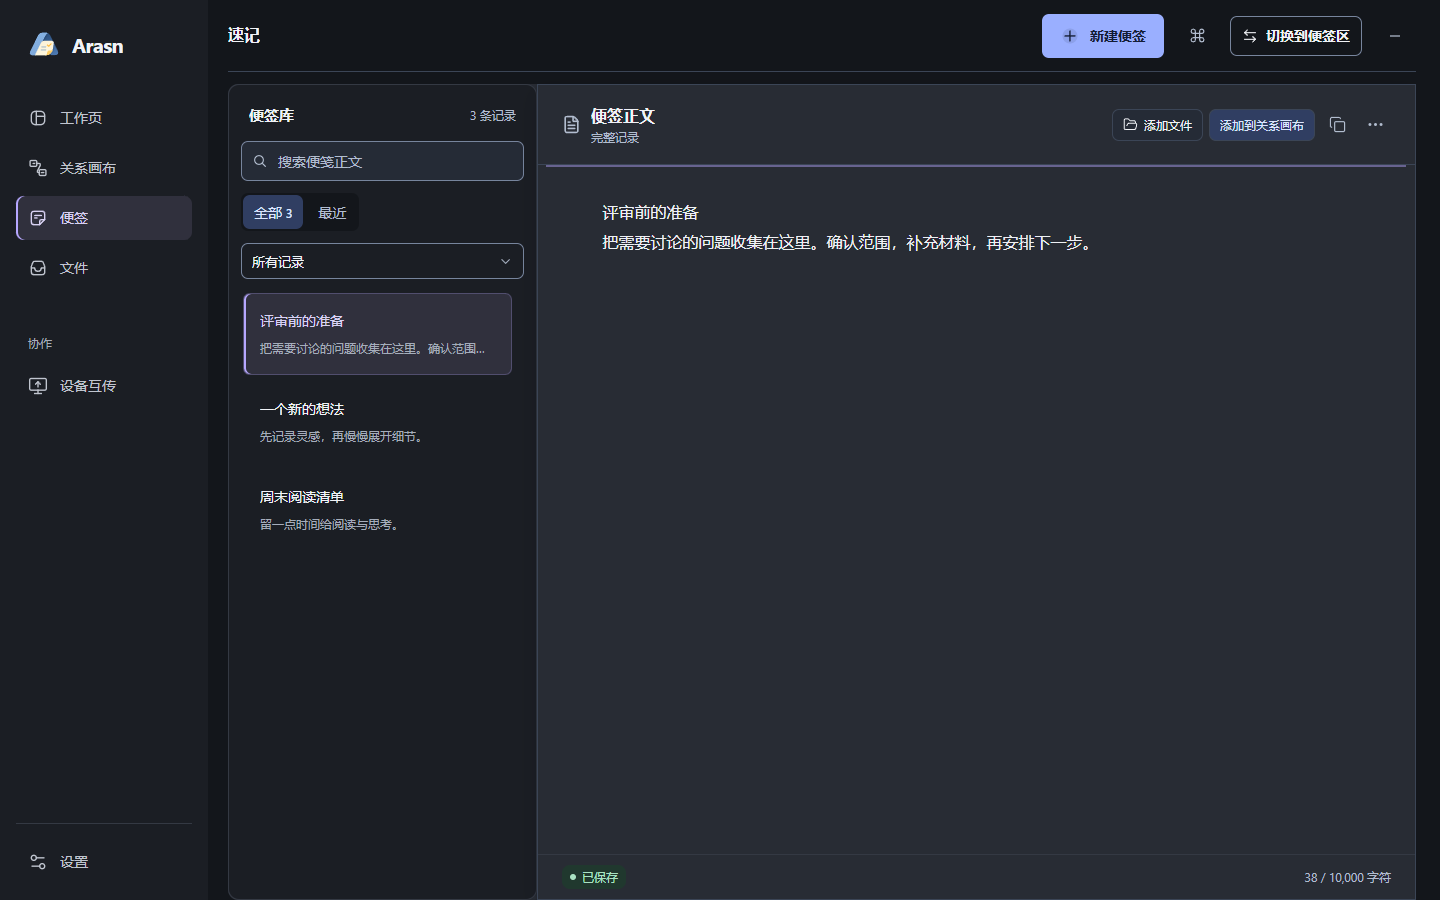 Arasn
工作页
关系画布
便签
文件
协作
设备互传
设置
速记
新建便签
切换到便签区
便签库
3 条记录
搜索便笺正文
全部 3
最近
所有记录
评审前的准备
把需要讨论的问题收集在这里。确认范围...
一个新的想法
先记录灵感，再慢慢展开细节。
周末阅读清单
留一点时间给阅读与思考。
便签正文
完整记录
添加文件
添加到关系画布
评审前的准备
把需要讨论的问题收集在这里。确认范围，补充材料，再安排下一步。
已保存
38 / 10,000 字符